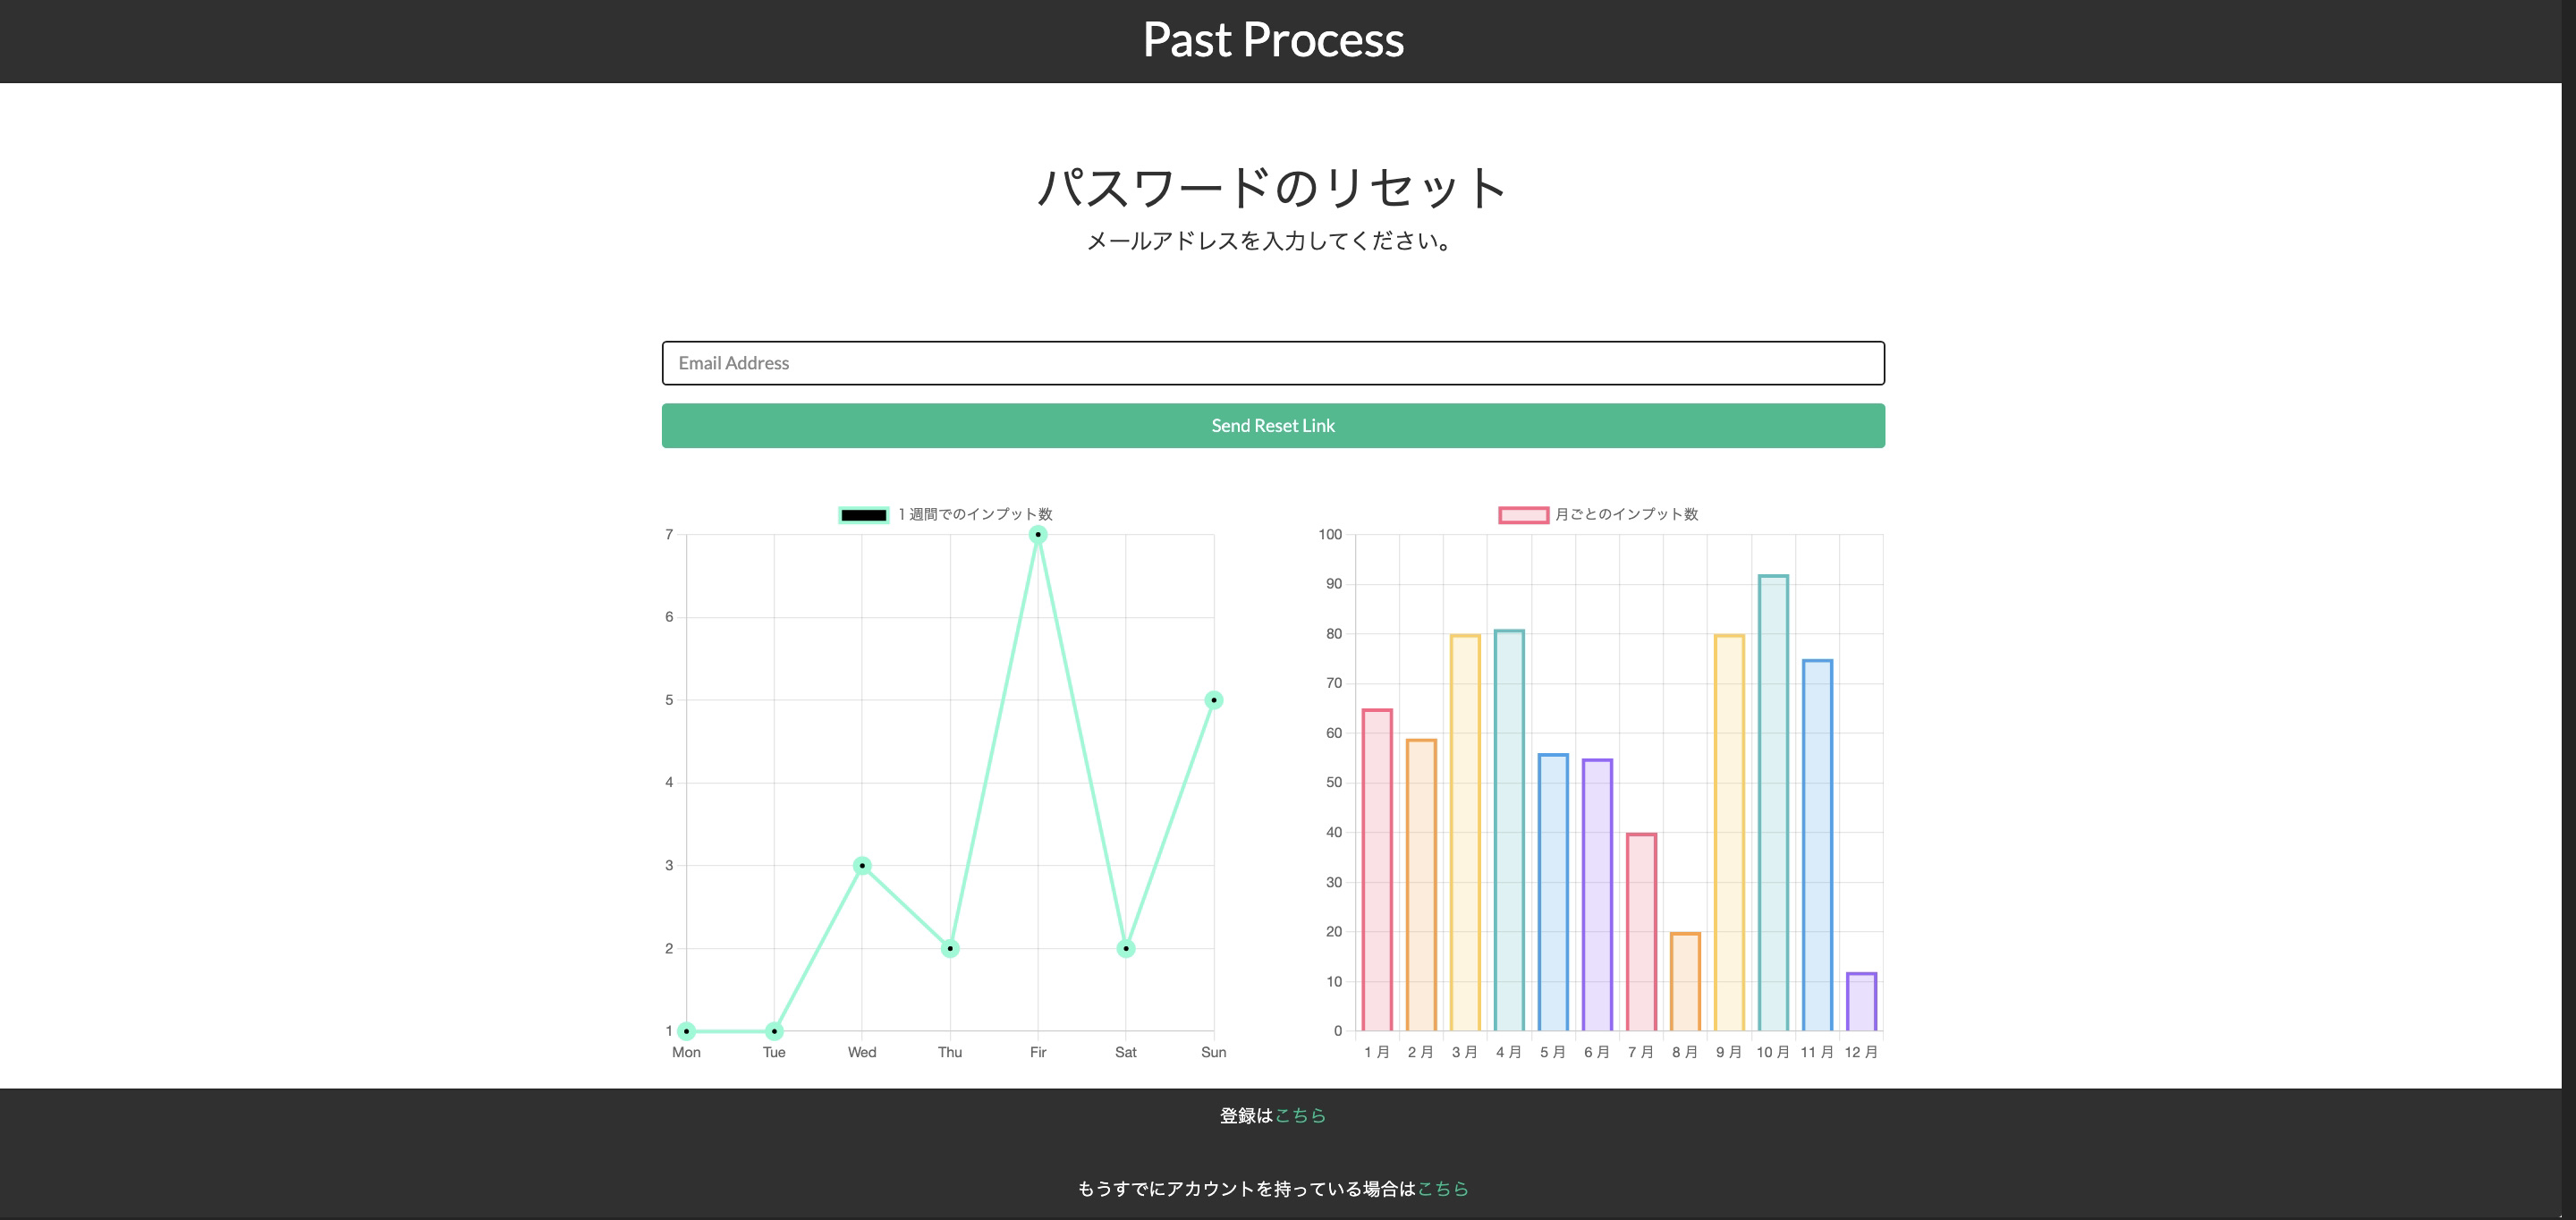 Past Process
パスワードのリセット
メールアドレスを入力してください。
Email Address
Send Reset Link
1 週間でのインプット数
7
6
5
4
3
2
1
Mon Tue Wed Thu Fir Sat Sun
月ごとのインプット数
100
90
80
70
60
50
40
30
20
10
0
1 月 2 月 3 月 4 月 5 月 6 月 7 月 8 月 9 月 10 月 11 月 12 月
登録はこちら
もうすでにアカウントを持っている場合はこちら